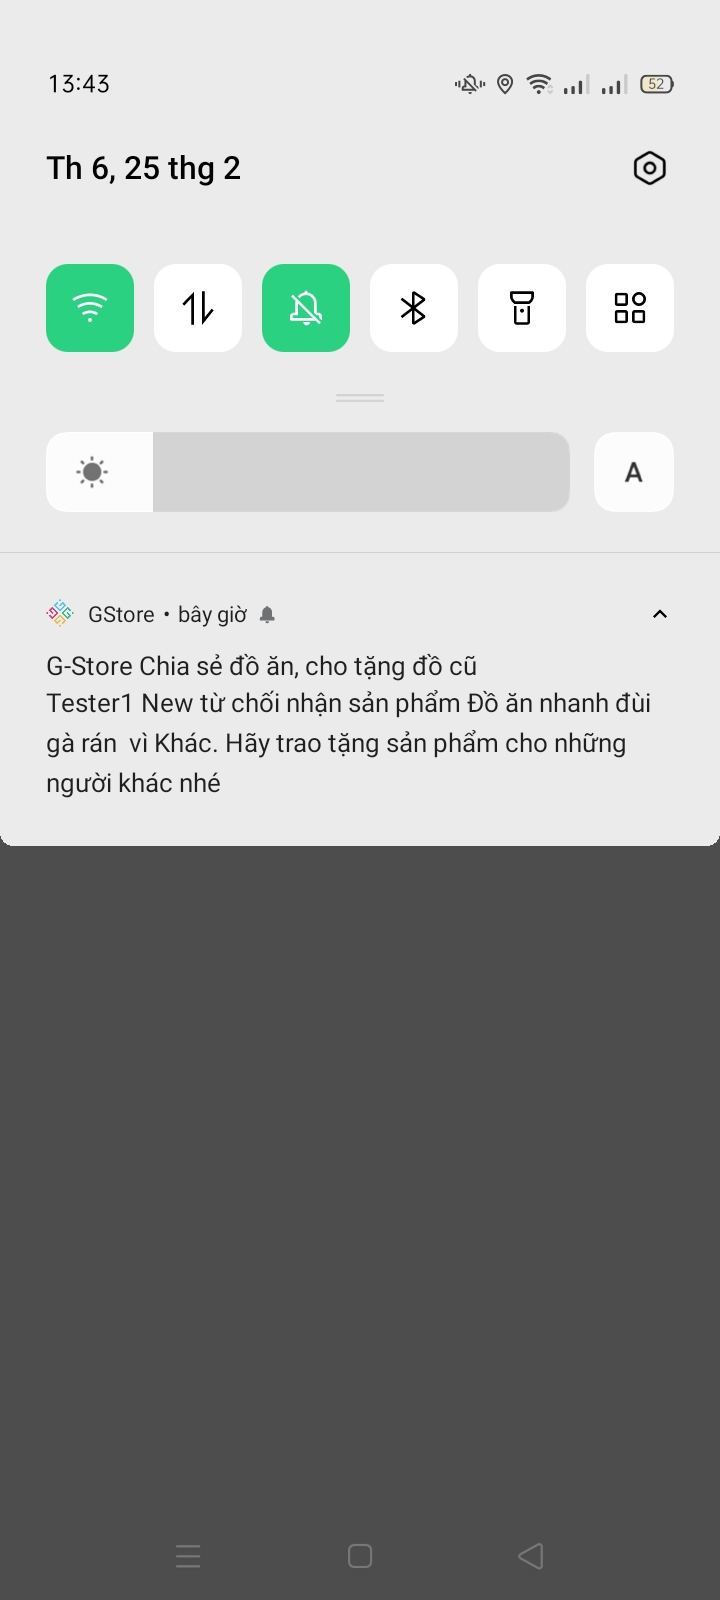 13:43
52
Th 6, 25 thg 2
A
GStore • bây giờ
G-Store Chia sẻ đồ ăn, cho tặng đồ cũ
Tester1 New từ chối nhận sản phẩm Đồ ăn nhanh đùi
gà rán  vì Khác. Hãy trao tặng sản phẩm cho những
người khác nhé